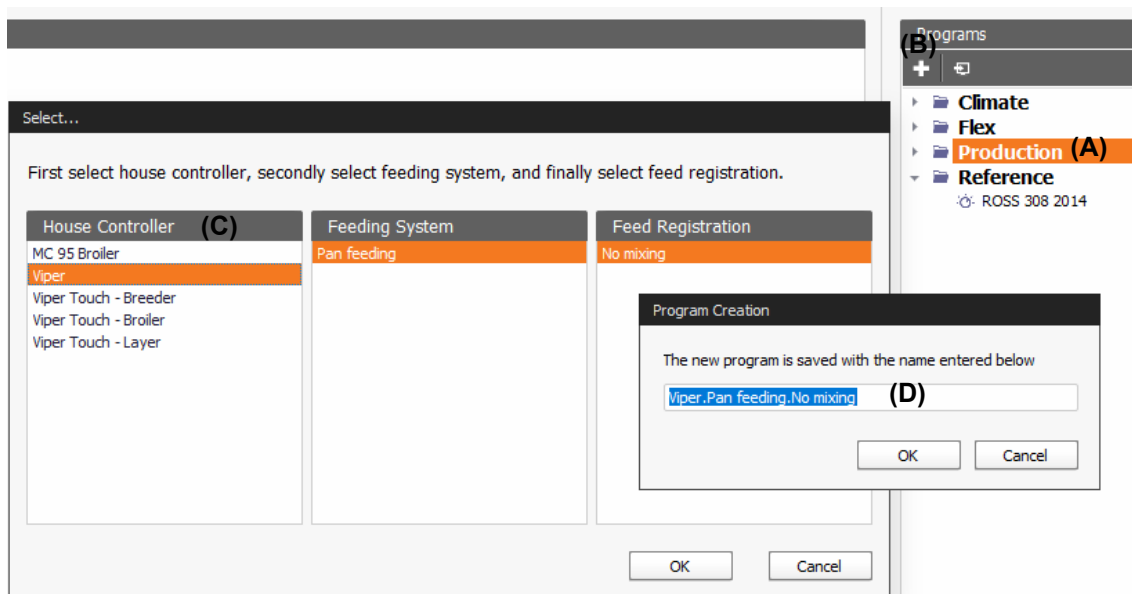 Programs
(B)
Climate
Flex
Production (A)
Reference
ROSS 308 2014
Select...
First select house controller, secondly select feeding system, and finally select feed registration.
House Controller (C)
MC 95 Broiler
Viper
Viper Touch - Breeder
Viper Touch - Broiler
Viper Touch - Layer
Feeding System
Pan feeding
Feed Registration
No mixing
Program Creation
The new program is saved with the name entered below
Viper.Pan feeding.No mixing (D)
OK Cancel
OK Cancel